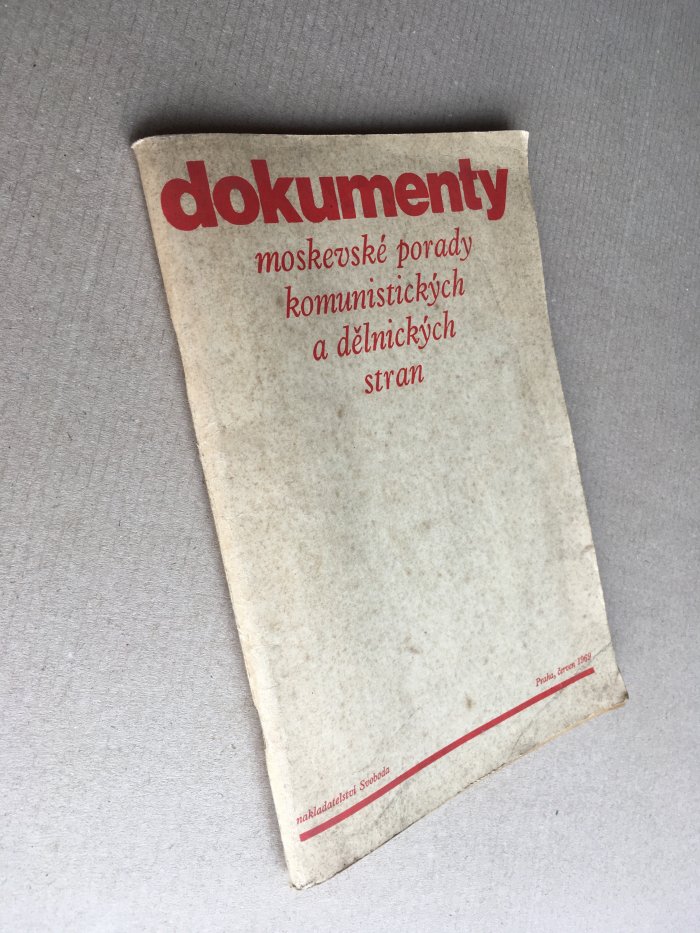 dokumenty
moskevské porady
komunistických
a dělnických
stran
Praha, červen 1969
nakladatelství Svoboda